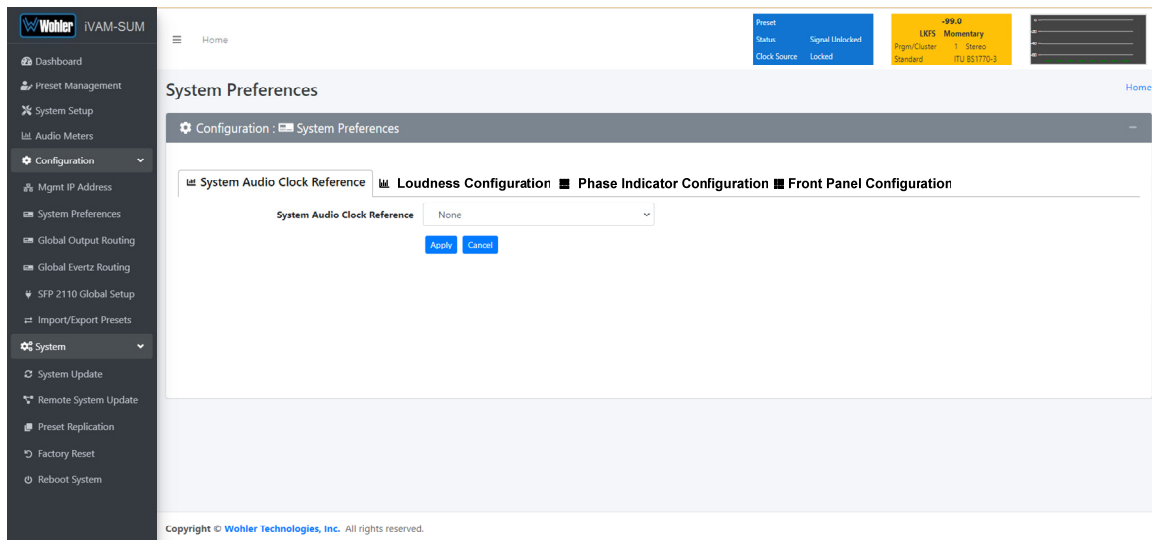 Wohler iVAM-SUM
Dashboard
Preset Management
System Setup
Audio Meters
Configuration
Mgmt IP Address
System Preferences
Global Output Routing
Global Evertz Routing
SFP 2110 Global Setup
Import/Export Presets
System
System Update
Remote System Update
Preset Replication
Factory Reset
Reboot System
Home
Preset
Status Signal Unlocked
Clock Source Locked
-99.0
LKFS Momentary
Prgm/Cluster 1 Stereo
Standard ITU BS1770-3
System Preferences
Home
Configuration : System Preferences
System Audio Clock Reference Loudness Configuration Phase Indicator Configuration Front Panel Configuration
System Audio Clock Reference None
Apply Cancel
Copyright © Wohler Technologies, Inc. All rights reserved.